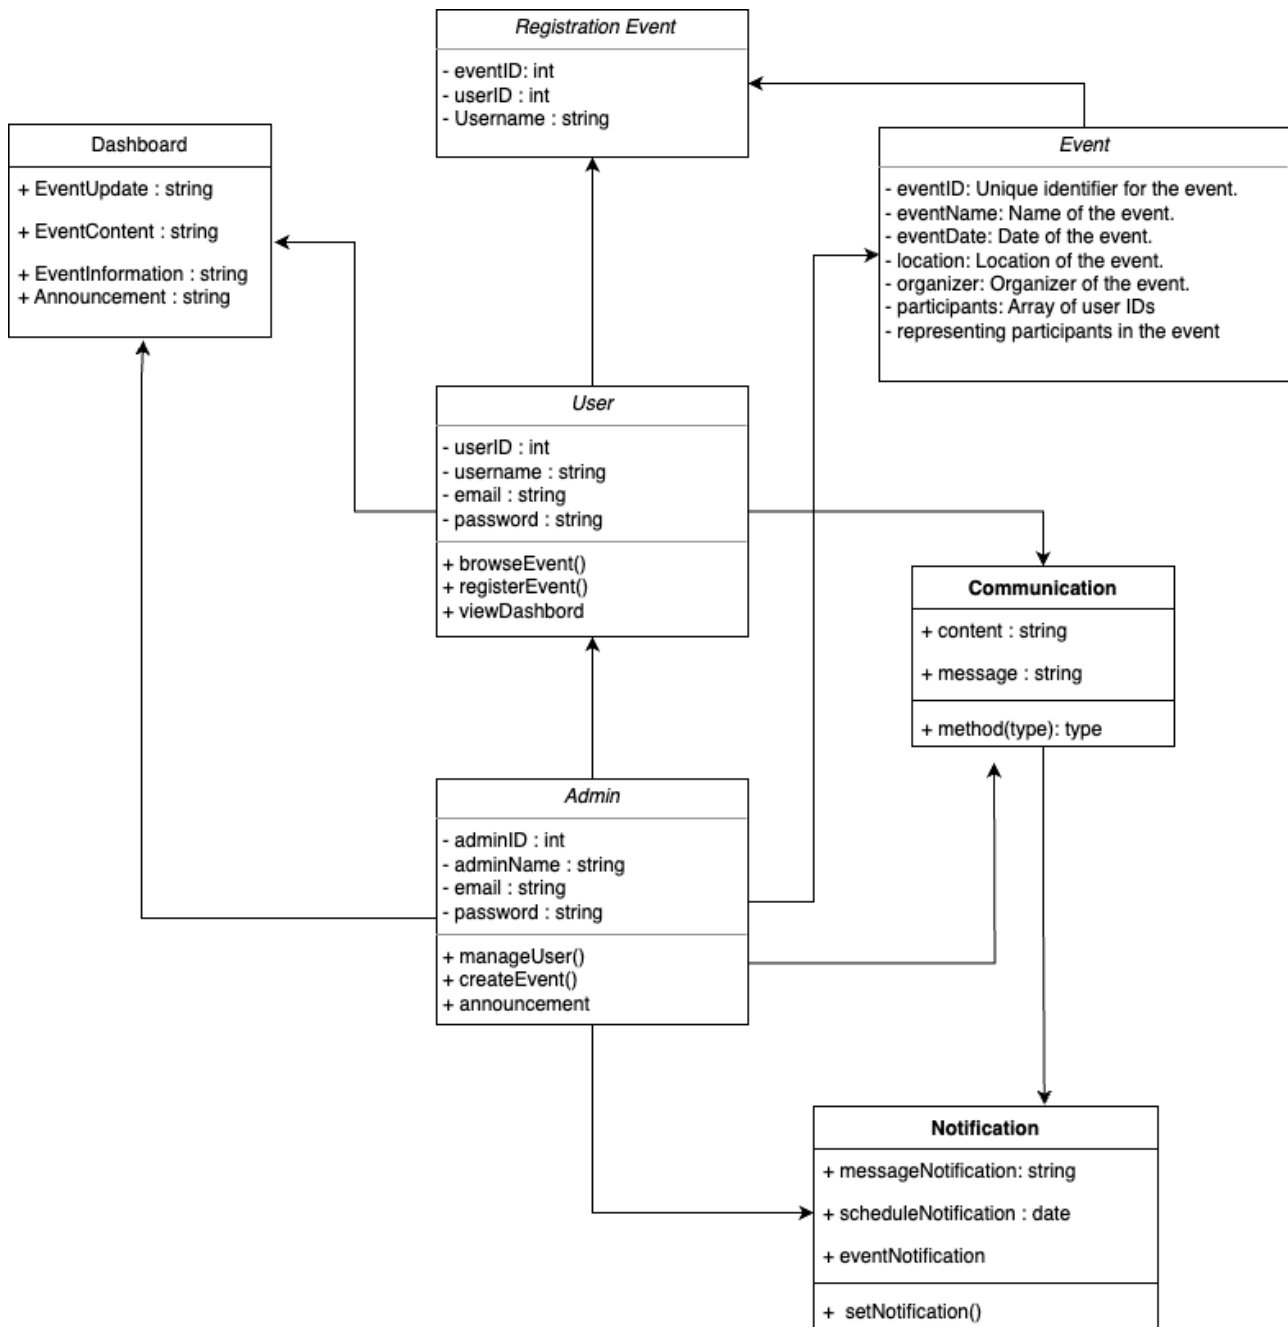 Registration Event
- eventID: int
- userID : int
- Username : string
Dashboard
+ EventUpdate : string
+ EventContent : string
+ EventInformation : string
+ Announcement : string
Event
- eventID: Unique identifier for the event.
- eventName: Name of the event.
- eventDate: Date of the event.
- location: Location of the event.
- organizer: Organizer of the event.
- participants: Array of user IDs
- representing participants in the event
User
- userID : int
- username : string
- email : string
- password : string
+ browseEvent()
+ registerEvent()
+ viewDashbord
Communication
+ content : string
+ message : string
+ method(type): type
Admin
- adminID : int
- adminName : string
- email : string
- password : string
+ manageUser()
+ createEvent()
+ announcement
Notification
+ messageNotification: string
+ scheduleNotification : date
+ eventNotification
+ setNotification()